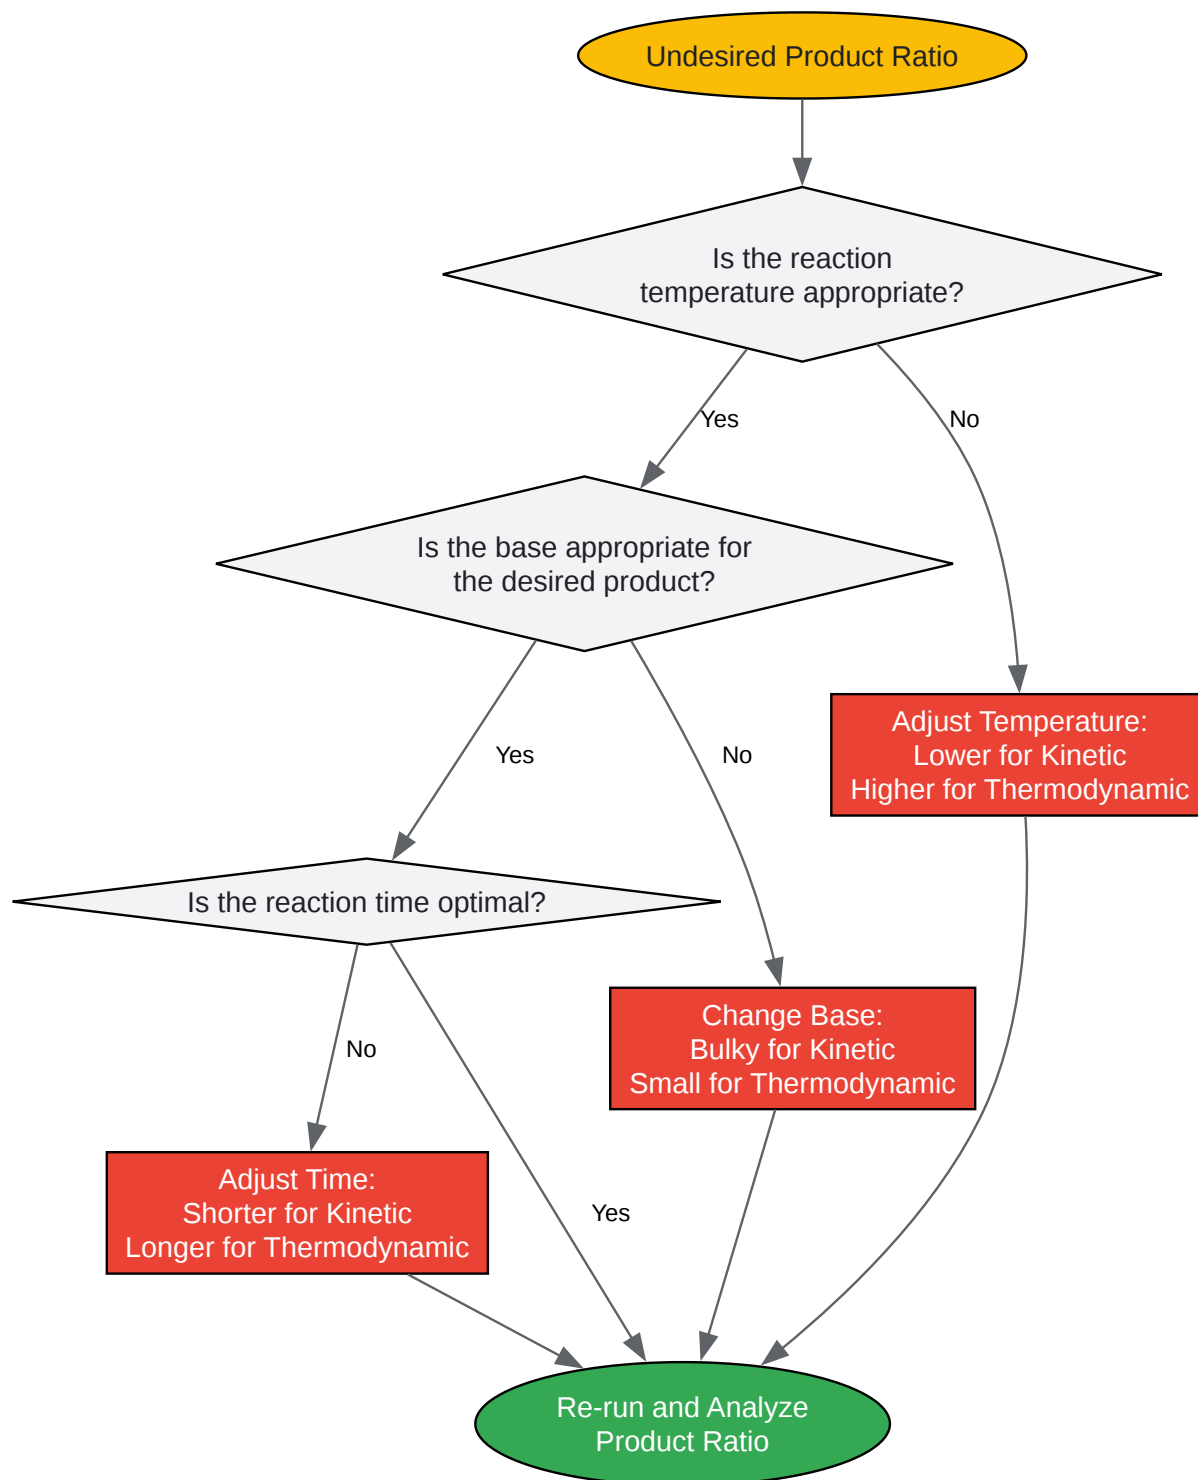 Undesired Product Ratio
Is the reaction
temperature appropriate?
Yes
No
Is the base appropriate for
the desired product?
Yes
No
Adjust Temperature:
Lower for Kinetic
Higher for Thermodynamic
Is the reaction time optimal?
No
Yes
Change Base:
Bulky for Kinetic
Small for Thermodynamic
Adjust Time:
Shorter for Kinetic
Longer for Thermodynamic
Re-run and Analyze
Product Ratio